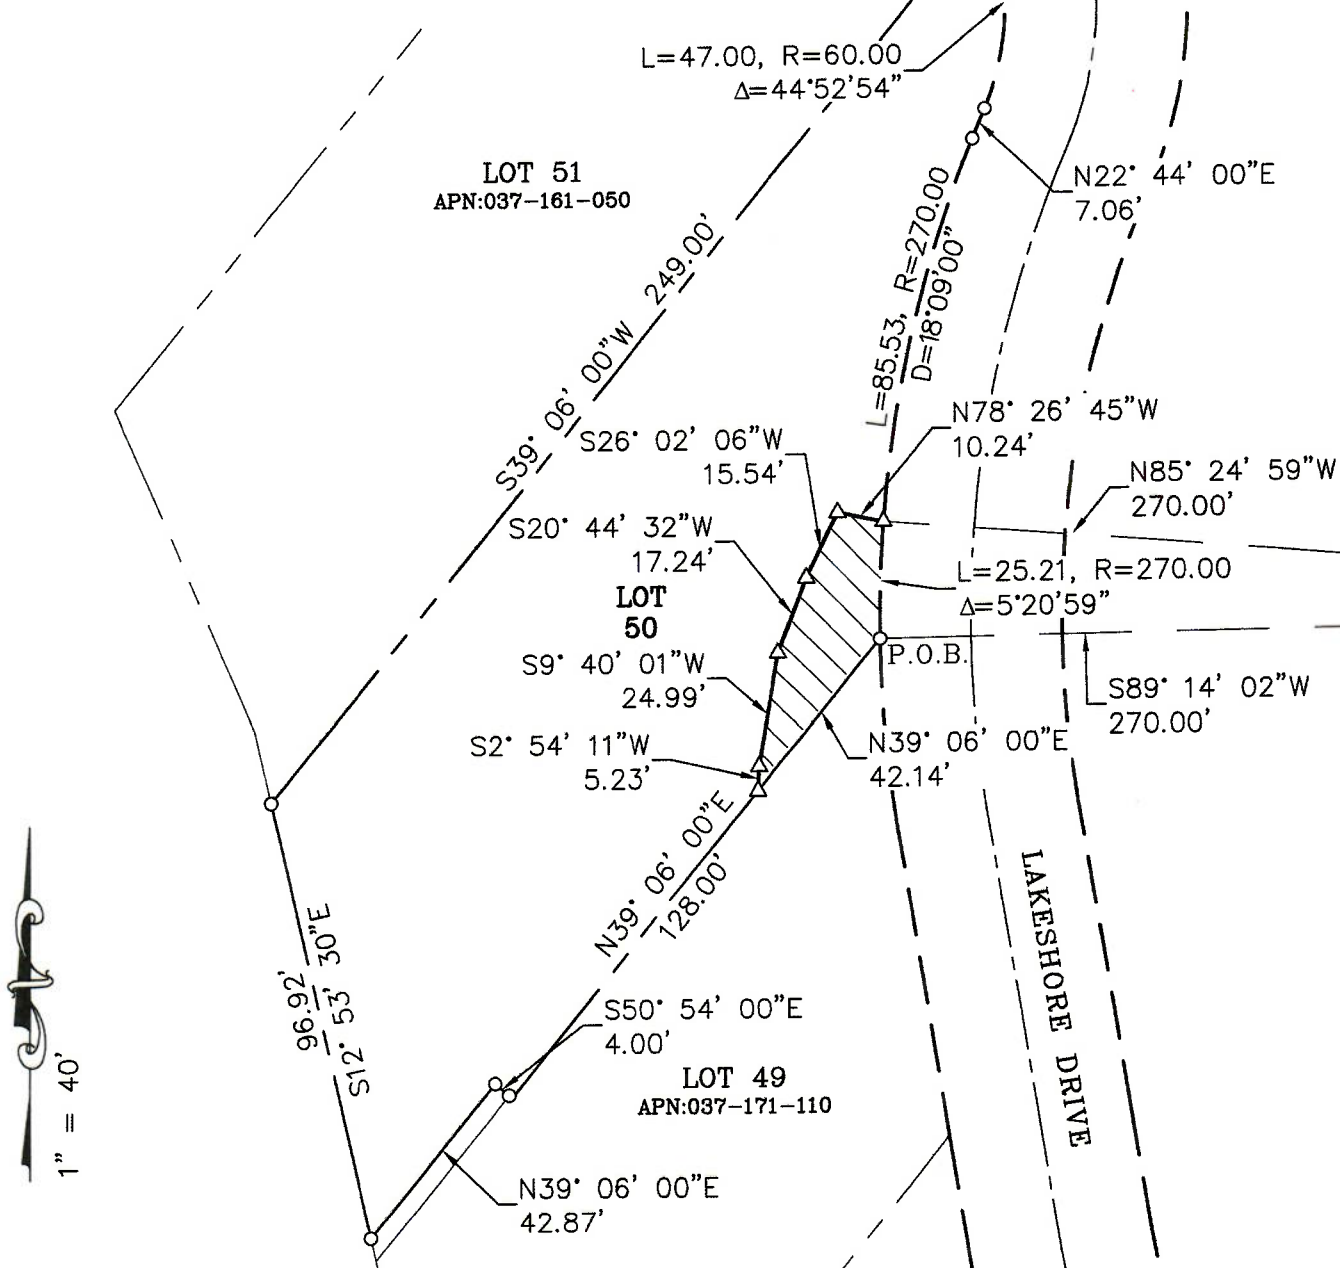 L=47.00, R=60.00
Δ=44°52'54"
LOT 51
APN:037-161-050
N22° 44' 00"E
7.06'
L=85.53, R=270.00
D=18°09'00"
S39° 06' 00"W 249.00'
N78° 26' 45"W
10.24'
S26° 02' 06"W
15.54'
N85° 24' 59"W
270.00'
S20° 44' 32"W
17.24'
L=25.21, R=270.00
Δ=5°20'59"
LOT
50
P.O.B.
S9° 40' 01"W
24.99'
S89° 14' 02"W
270.00'
S2° 54' 11"W
5.23'
N39° 06' 00"E
42.14'
N39° 06' 00"E
128.00'
LAKESHORE DRIVE
96.92'
S12° 53' 30"E
S50° 54' 00"E
4.00'
LOT 49
APN:037-171-110
N39° 06' 00"E
42.87'
1" = 40'